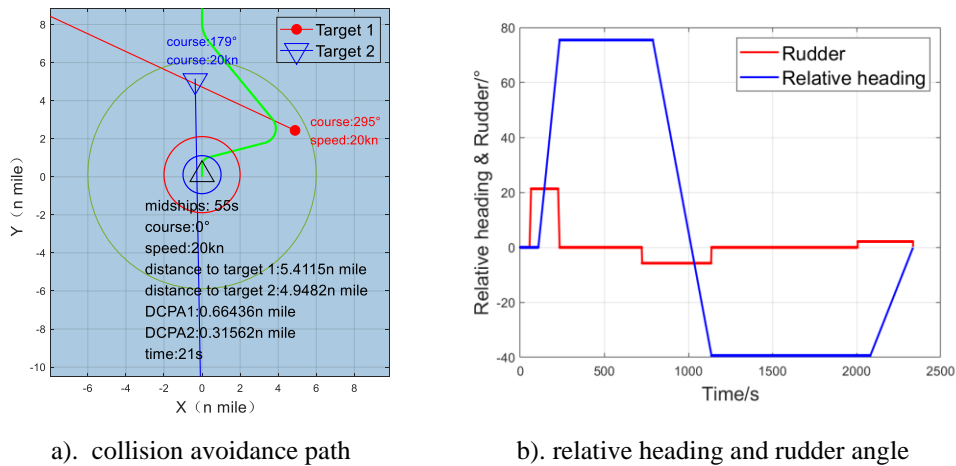 8
6
4
2
0
-2
-4
-6
-8
-10
-6
-4
-2
0
2
4
6
8
Y（n mile）
X（n mile）
Target 1
Target 2
course:179°
course:20kn
course:295°
speed:20kn
midships: 55s
course:0°
speed:20kn
distance to target 1:5.4115n mile
distance to target 2:4.9482n mile
DCPA1:0.66436n mile
DCPA2:0.31562n mile
time:21s
a). collision avoidance path
80
60
40
20
0
-20
-40
0
500
1000
1500
2000
2500
Relative heading & Rudder/°
Time/s
Rudder
Relative heading
b). relative heading and rudder angle